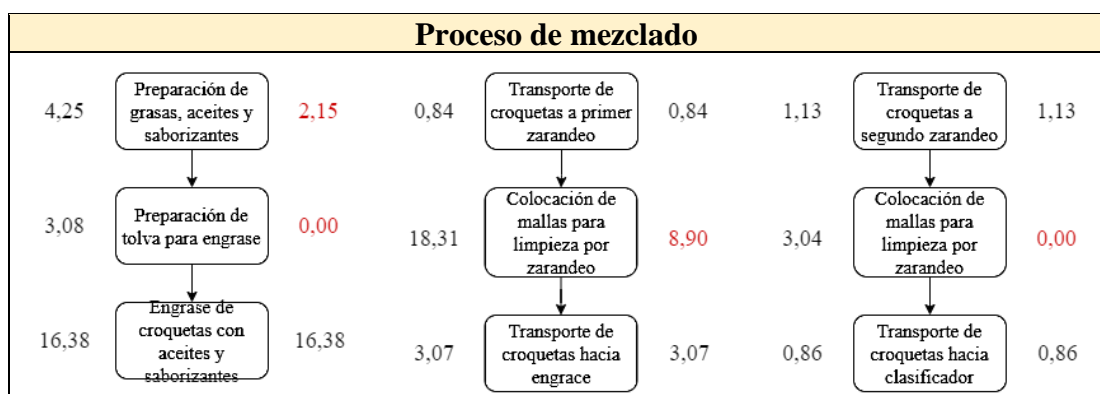 Proceso de mezclado
4,25
Preparación de
grasas, aceites y
saborizantes
2,15
3,08
Preparación de
tolva para engrase
0,00
16,38
Engrase de
croquetas con
aceites y
saborizantes
16,38
0,84
Transporte de
croquetas a primer
zarandeo
0,84
18,31
Colocación de
mallas para
limpieza por
zarandeo
8,90
3,07
Transporte de
croquetas hacia
engrace
3,07
1,13
Transporte de
croquetas a
segundo zarandeo
1,13
3,04
Colocación de
mallas para
limpieza por
zarandeo
0,00
0,86
Transporte de
croquetas hacia
clasificador
0,86